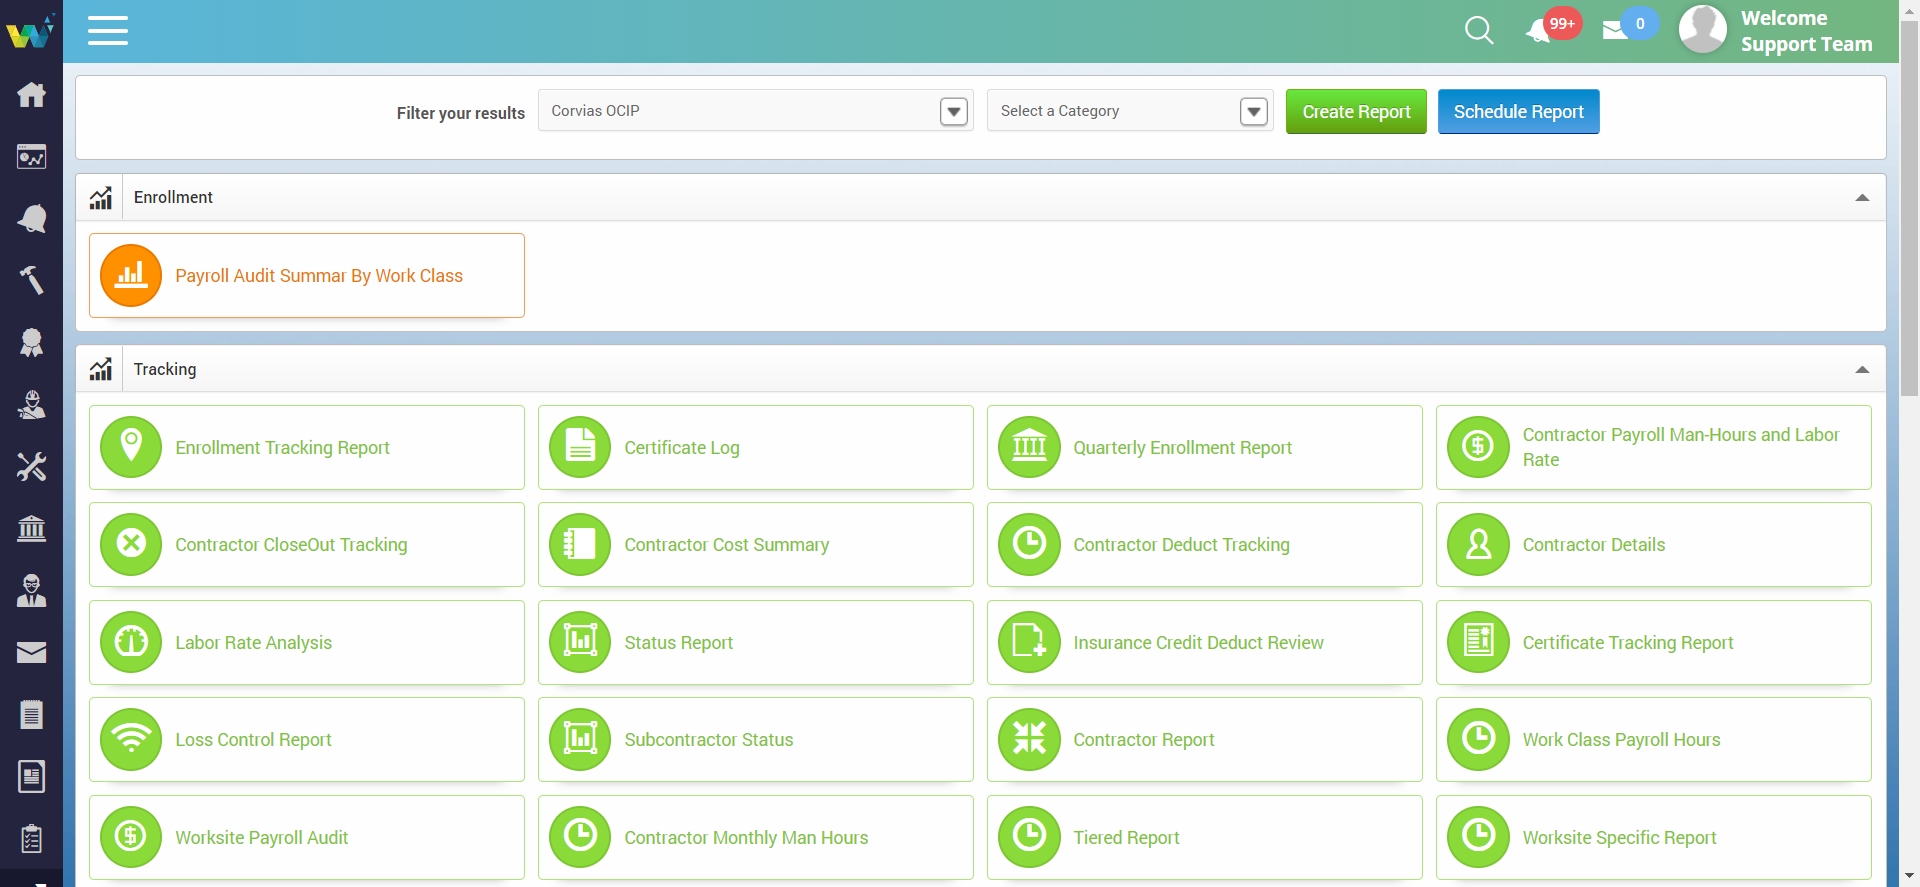 99+
0
Welcome
Support Team
Filter your results
Corvias OCIP
Select a Category
Create Report
Schedule Report
Enrollment
Payroll Audit Summar By Work Class
Tracking
Enrollment Tracking Report
Certificate Log
Quarterly Enrollment Report
Contractor Payroll Man-Hours and Labor
Rate
Contractor CloseOut Tracking
Contractor Cost Summary
Contractor Deduct Tracking
Contractor Details
Labor Rate Analysis
Status Report
Insurance Credit Deduct Review
Certificate Tracking Report
Loss Control Report
Subcontractor Status
Contractor Report
Work Class Payroll Hours
Worksite Payroll Audit
Contractor Monthly Man Hours
Tiered Report
Worksite Specific Report